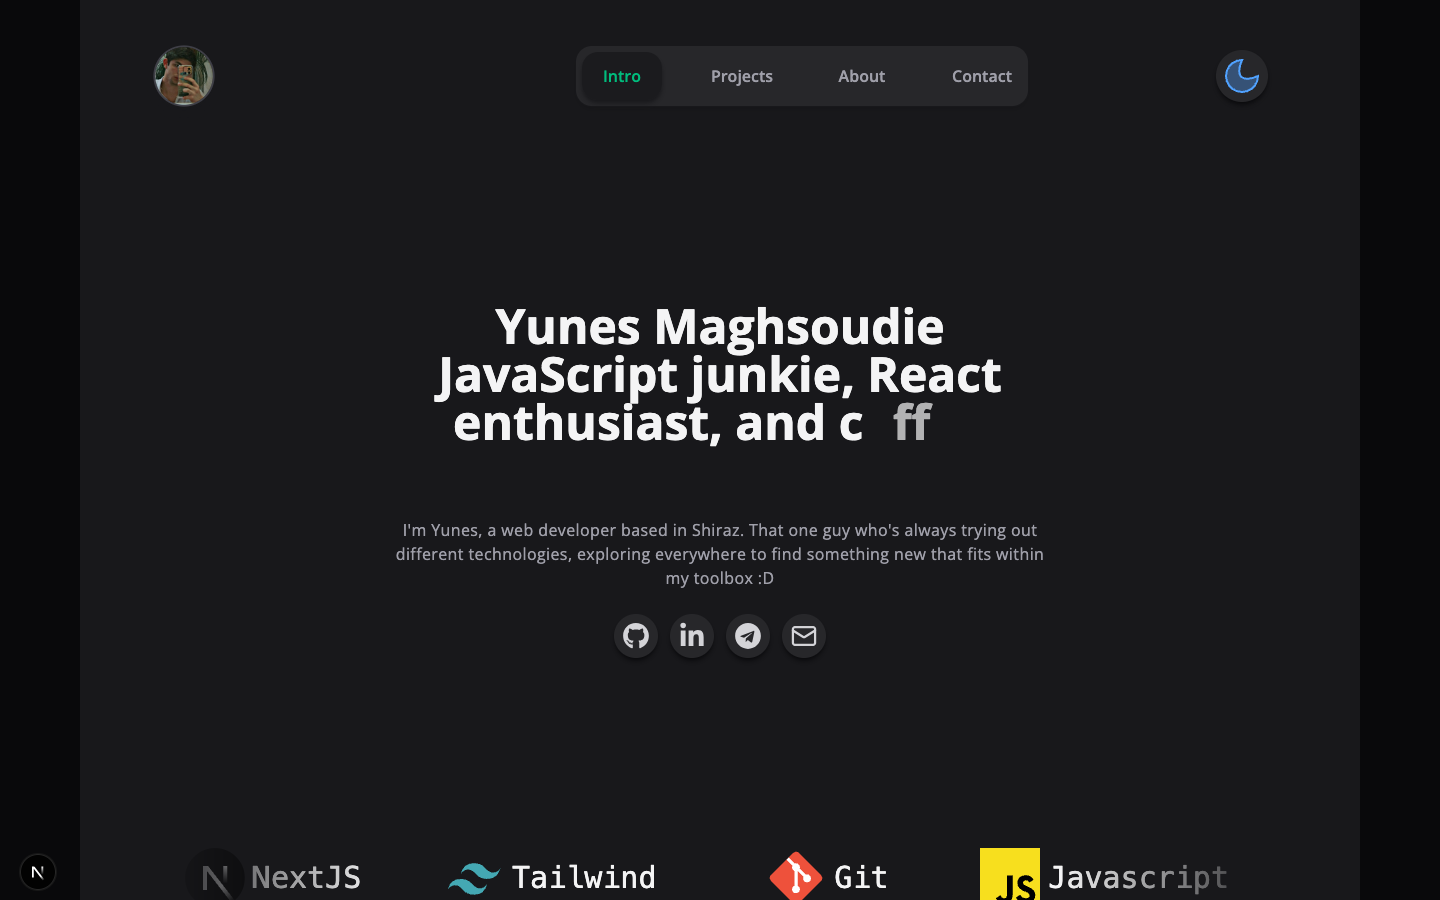 Intro Projects About Contact
Yunes Maghsoudie
JavaScript junkie, React
enthusiast, and c ff
I'm Yunes, a web developer based in Shiraz. That one guy who's always trying out
different technologies, exploring everywhere to find something new that fits within
my toolbox :D
in
N NextJS Tailwind Git JS Javascript
N